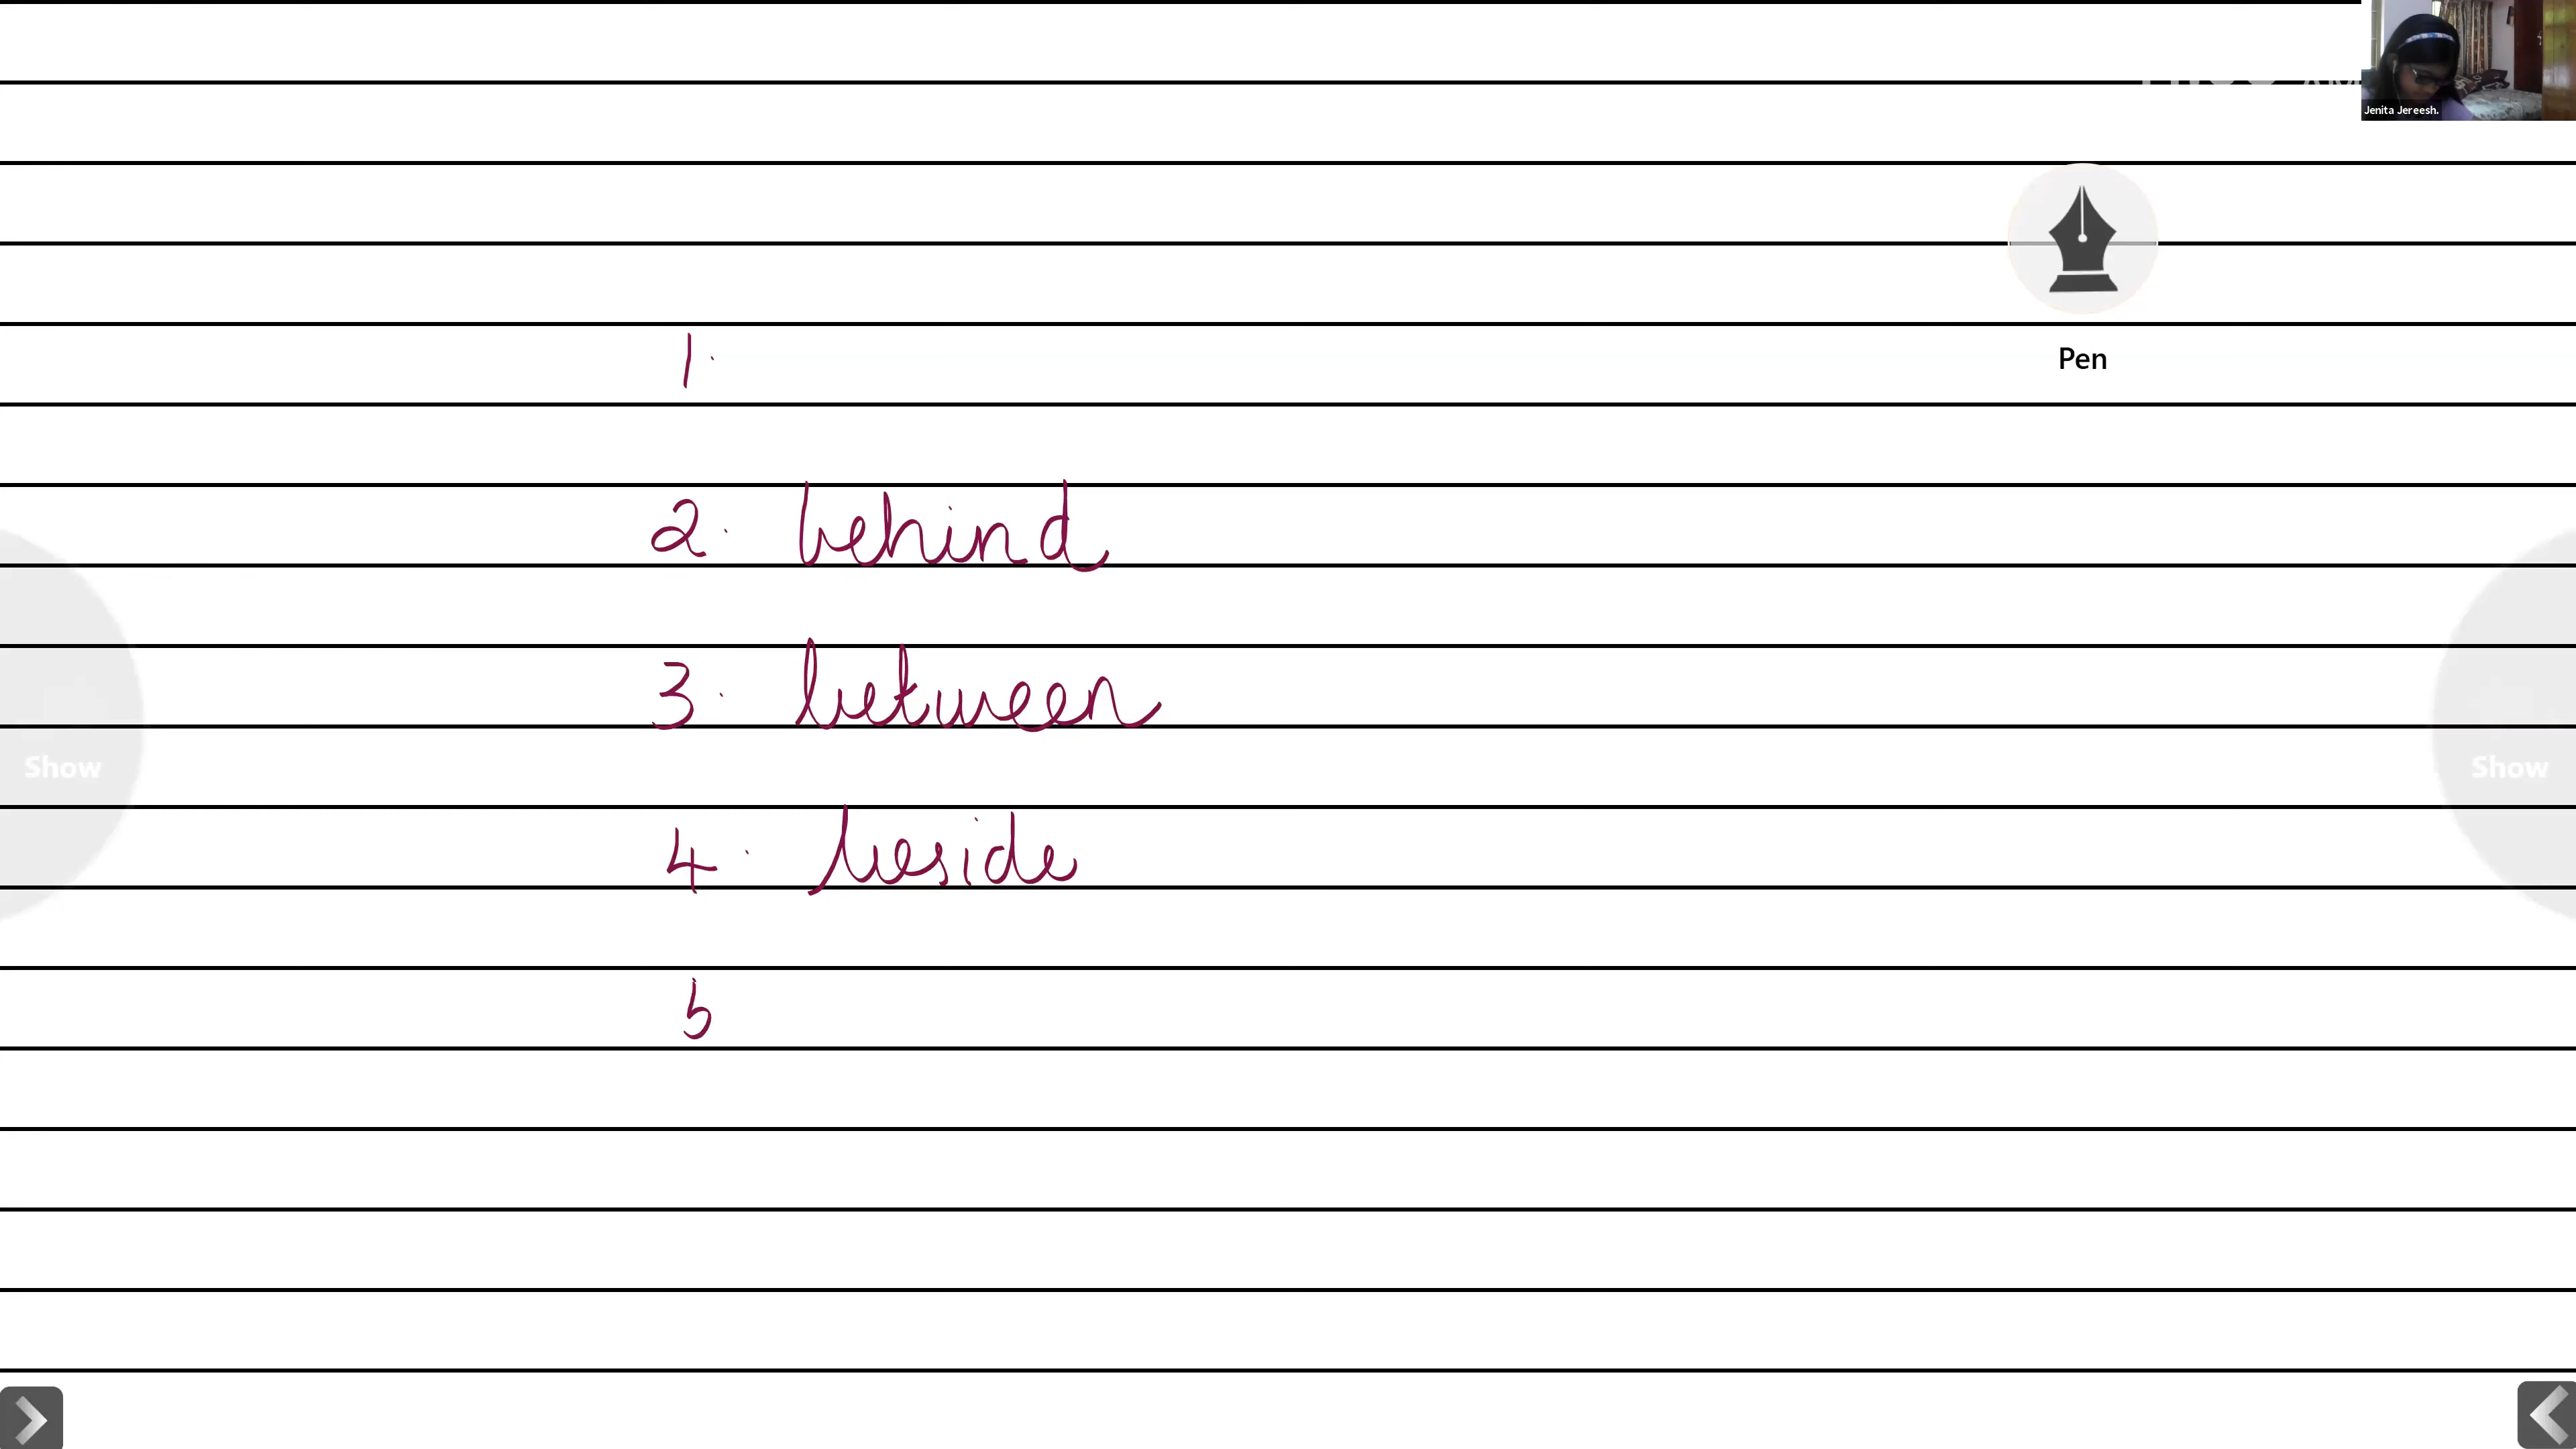 Jenita Jereesh.
Pen
1.
2. behind
3. between
Show
Show
4. beside
5